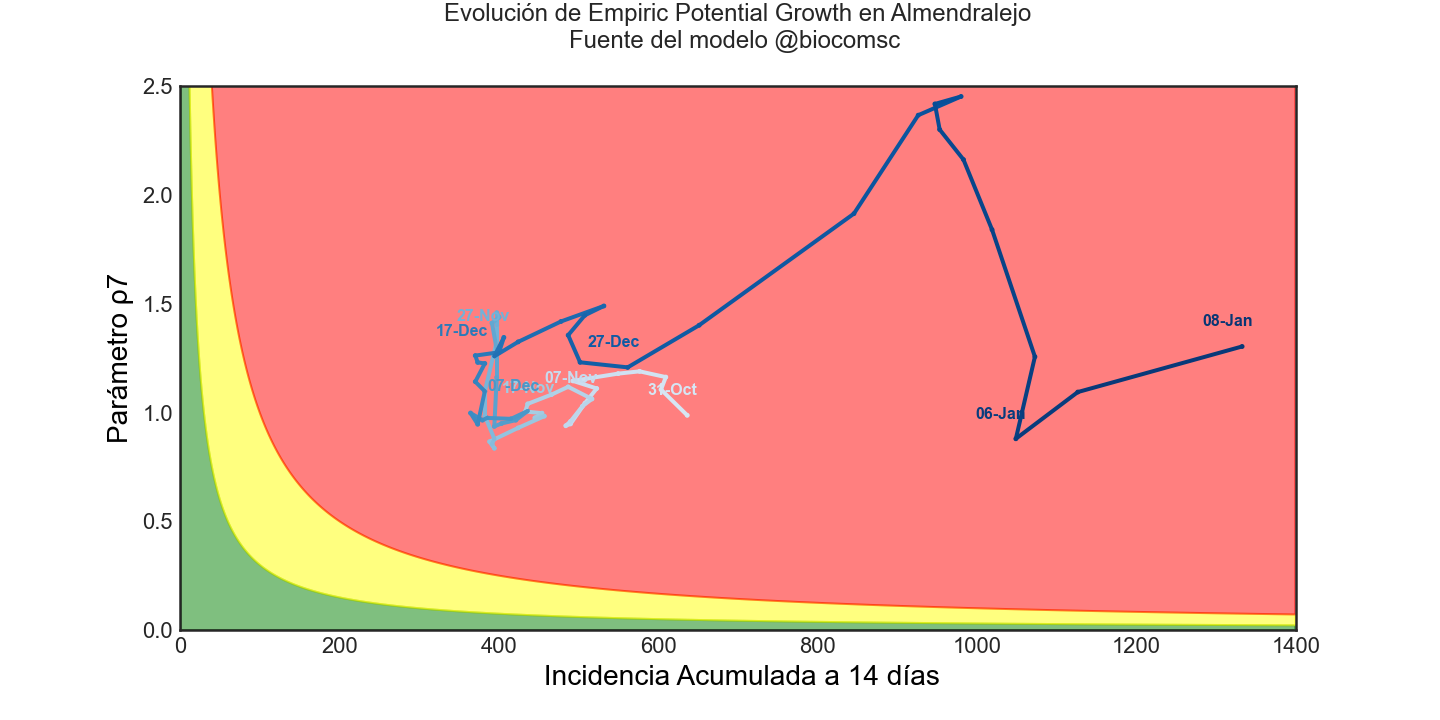 Evolución de Empiric Potential Growth en Almendralejo
Fuente del modelo @biocomsc
2.5
2.0
1.5
1.0
0.5
0.0
Parámetro ρ7
27-Nov
17-Dec
27-Dec
07-Nov
07-Dec
-Nov
31-Oct
06-Jan
08-Jan
0
200
400
600
800
1000
1200
1400
Incidencia Acumulada a 14 días